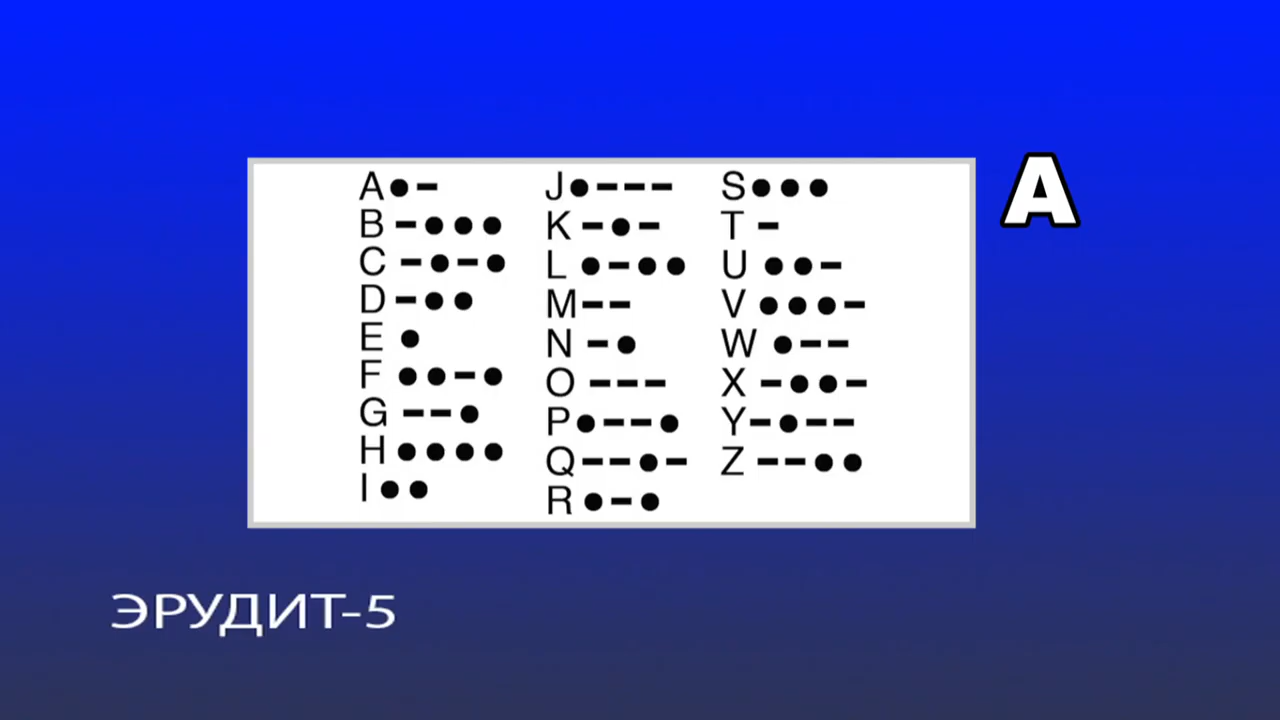 A●-
B-●●●
C-●-●
D-●●
E●
F●●-●
G--●
H●●●●
I●●
J●---
K-●-
L●-●●
M--
N-●
O---
P●--●
Q--●-
R●-●
S●●●
T-
U●●-
V●●●-
W●--
X-●●-
Y-●--
Z--●●
A
ЭРУДИТ-5